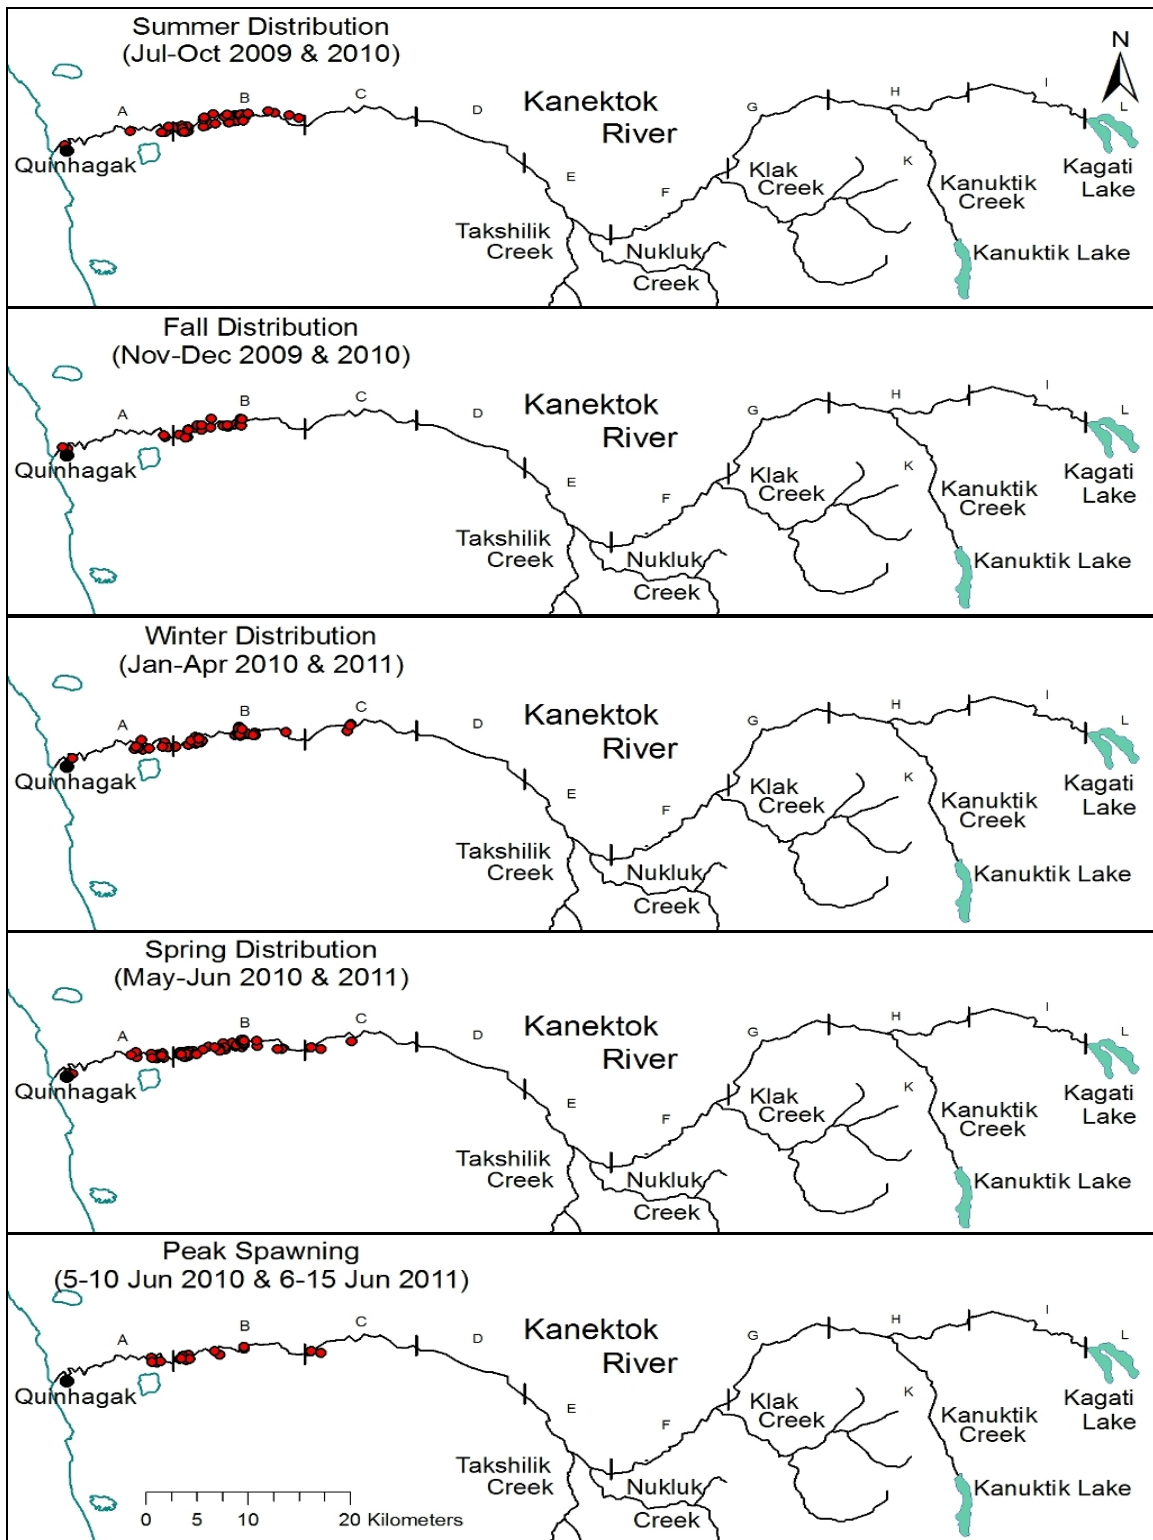 Summer Distribution
(Jul-Oct 2009 & 2010)
N
A
B
C
D
Kanektok
River
G
H
I
L
Quinhagak
E
F
Klak
Creek
K
Kanuktik
Creek
Kagati
Lake
Takshilik
Creek
Nukluk
Creek
Kanuktik Lake
Fall Distribution
(Nov-Dec 2009 & 2010)
A
B
C
D
Kanektok
River
G
H
I
L
Quinhagak
E
F
Klak
Creek
K
Kanuktik
Creek
Kagati
Lake
Takshilik
Creek
Nukluk
Creek
Kanuktik Lake
Winter Distribution
(Jan-Apr 2010 & 2011)
A
B
C
D
Kanektok
River
G
H
I
L
Quinhagak
E
F
Klak
Creek
K
Kanuktik
Creek
Kagati
Lake
Takshilik
Creek
Nukluk
Creek
Kanuktik Lake
Spring Distribution
(May-Jun 2010 & 2011)
A
B
C
D
Kanektok
River
G
H
I
L
Quinhagak
E
F
Klak
Creek
K
Kanuktik
Creek
Kagati
Lake
Takshilik
Creek
Nukluk
Creek
Kanuktik Lake
Peak Spawning
(5-10 Jun 2010 & 6-15 Jun 2011)
A
B
C
D
Kanektok
River
G
H
I
L
Quinhagak
E
F
Klak
Creek
K
Kanuktik
Creek
Kagati
Lake
Takshilik
Creek
Nukluk
Creek
Kanuktik Lake
0 5 10 20 Kilometers